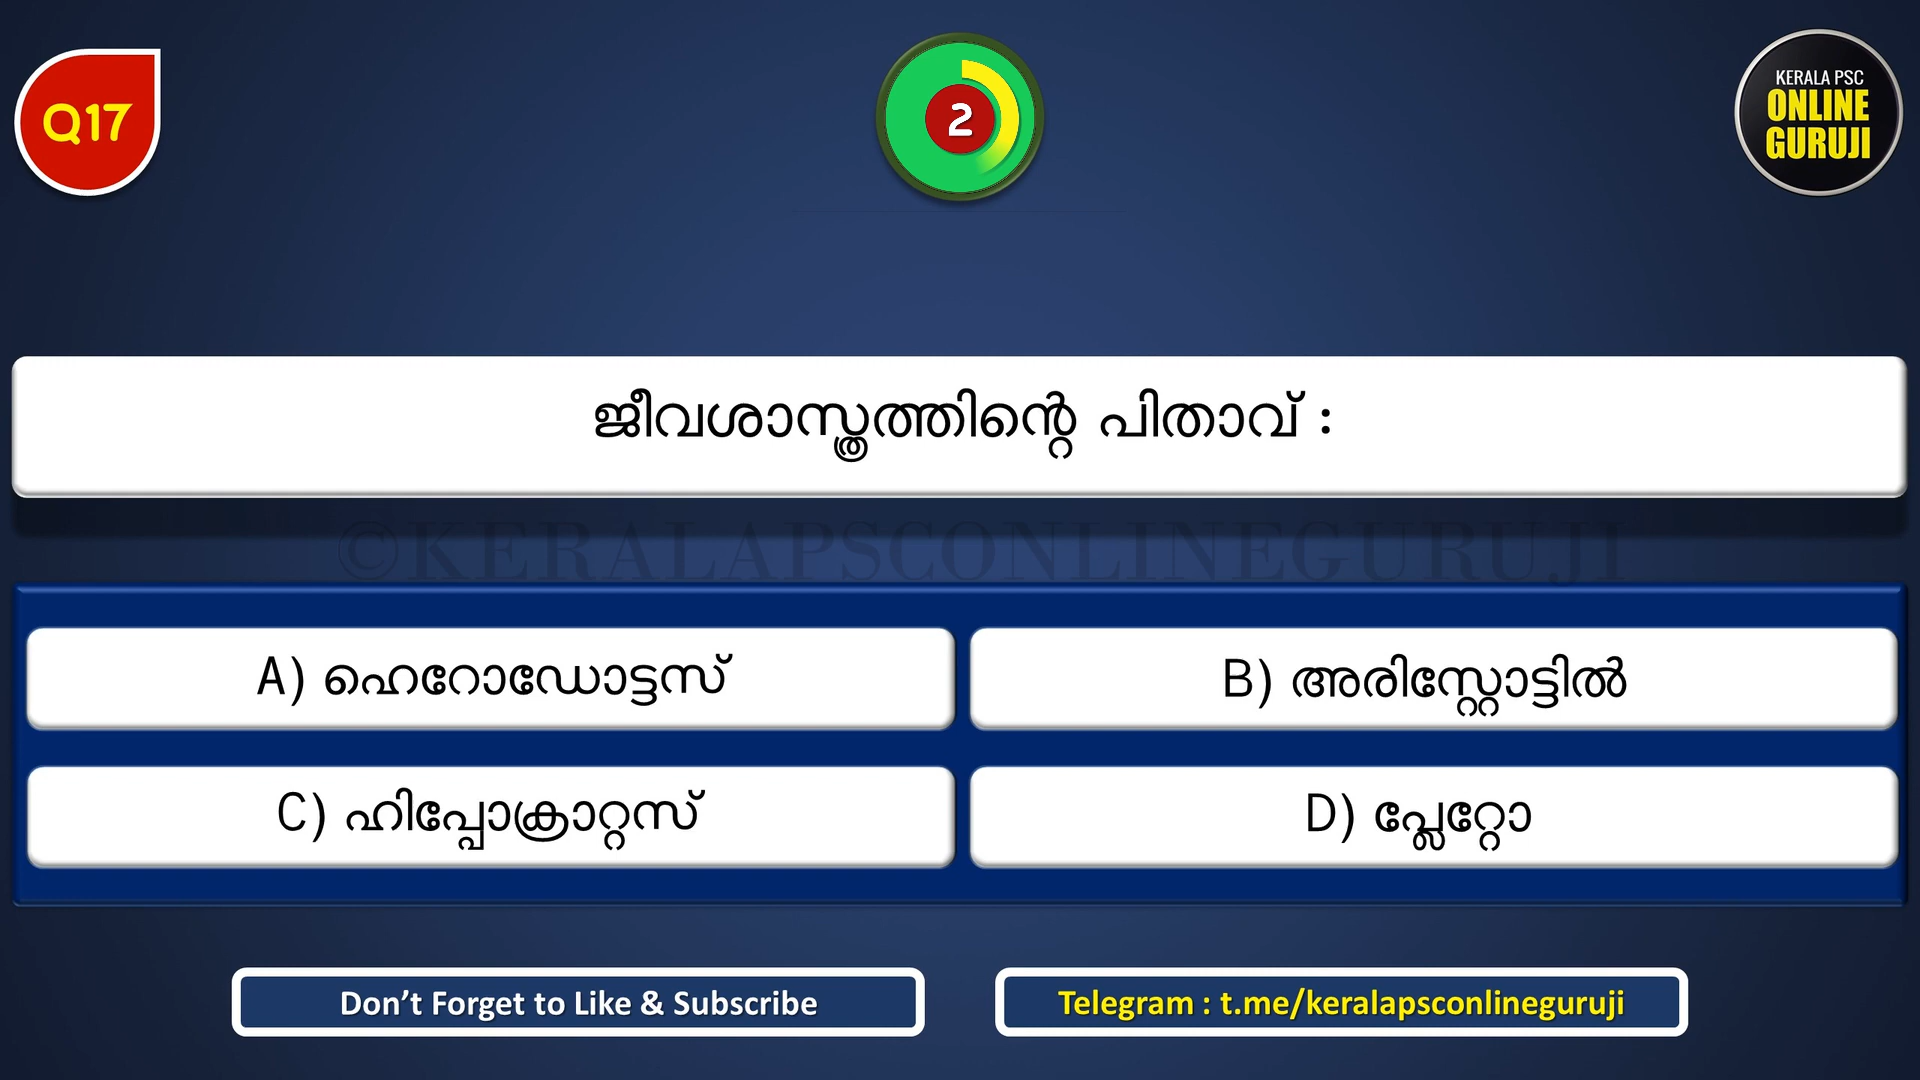 Q17
2
KERALA PSC
ONLINE
GURUJI
ജീവശാസ്ത്രത്തിന്റെ പിതാവ് :
©KERALAPSCONLINEGURUJI
A) ഹെറോഡോട്ടസ്
B) അരിസ്റ്റോട്ടിൽ
C) ഹിപ്പോക്രാറ്റസ്
D) പ്ലേറ്റോ
Don’t Forget to Like & Subscribe
Telegram : t.me/keralapsconlineguruji